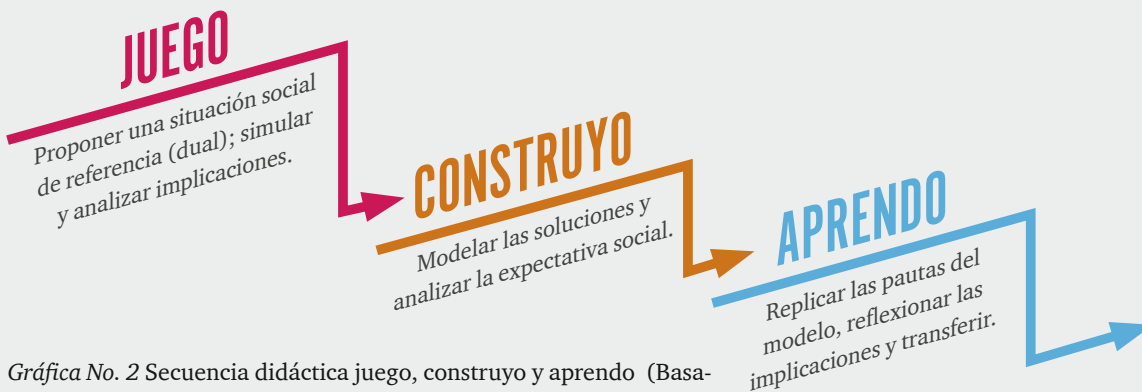 JUEGO
Proponer una situación social
de referencia (dual); simular
y analizar implicaciones.
CONSTRUYO
Modelar las soluciones y
analizar la expectativa social.
APRENDO
Replicar las pautas del
modelo, reflexionar las
implicaciones y transferir.
Gráfica No. 2 Secuencia didáctica juego, construyo y aprendo (Basa-